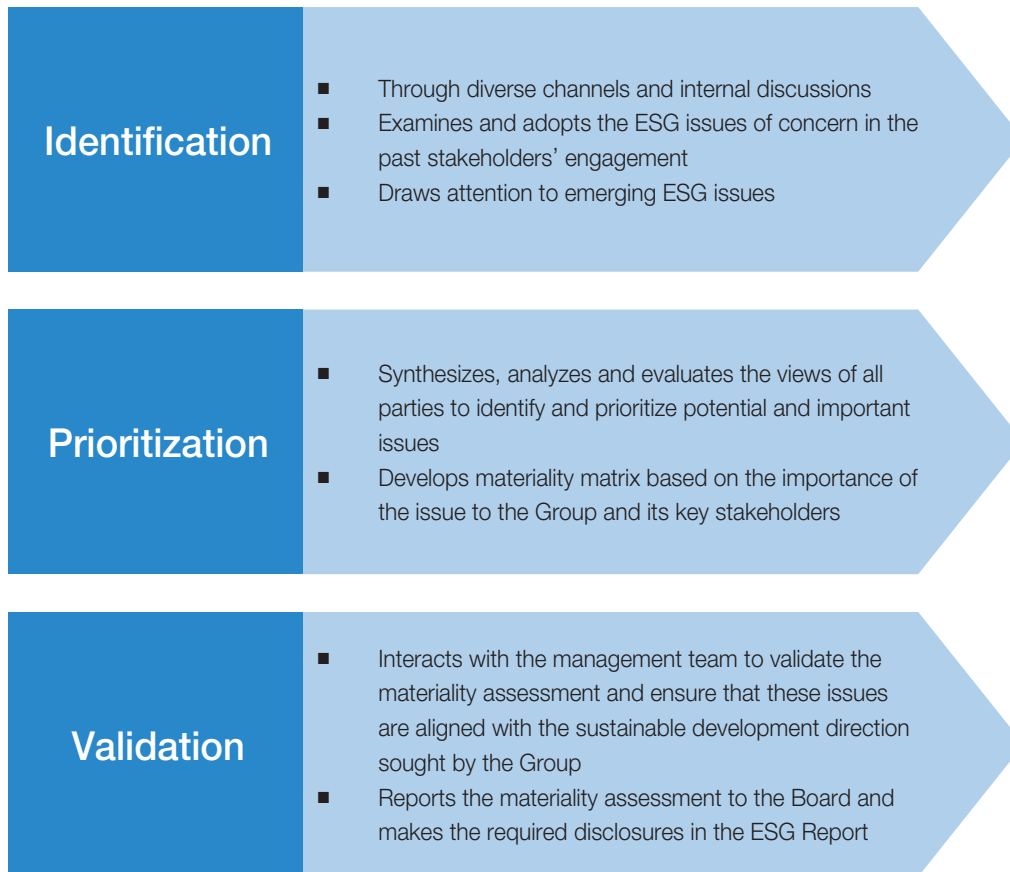 Identification
■ Through diverse channels and internal discussions
■ Examines and adopts the ESG issues of concern in the
past stakeholders’ engagement
■ Draws attention to emerging ESG issues
Prioritization
■ Synthesizes, analyzes and evaluates the views of all
parties to identify and prioritize potential and important
issues
■ Develops materiality matrix based on the importance of
the issue to the Group and its key stakeholders
Validation
■ Interacts with the management team to validate the
materiality assessment and ensure that these issues
are aligned with the sustainable development direction
sought by the Group
■ Reports the materiality assessment to the Board and
makes the required disclosures in the ESG Report